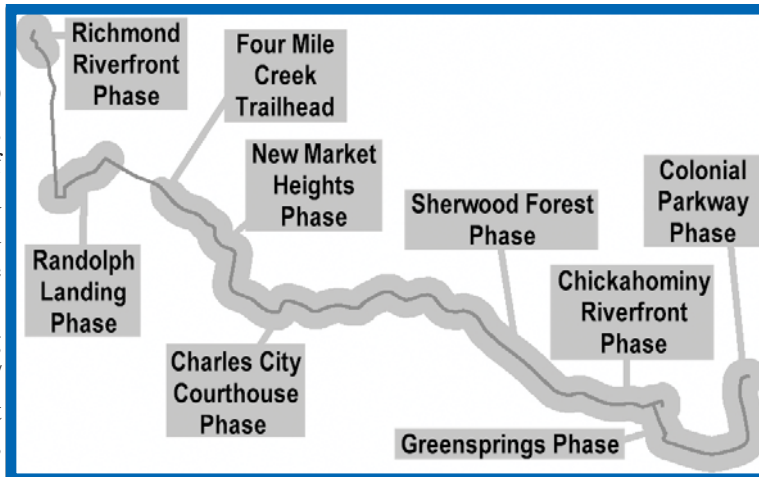 Richmond
Riverfront
Phase
Four Mile
Creek
Trailhead
New Market
Heights
Phase
Colonial
Parkway
Phase
Sherwood Forest
Phase
Randolph
Landing
Phase
Chickahominy
Riverfront
Phase
Charles City
Courthouse
Phase
Greensprings Phase